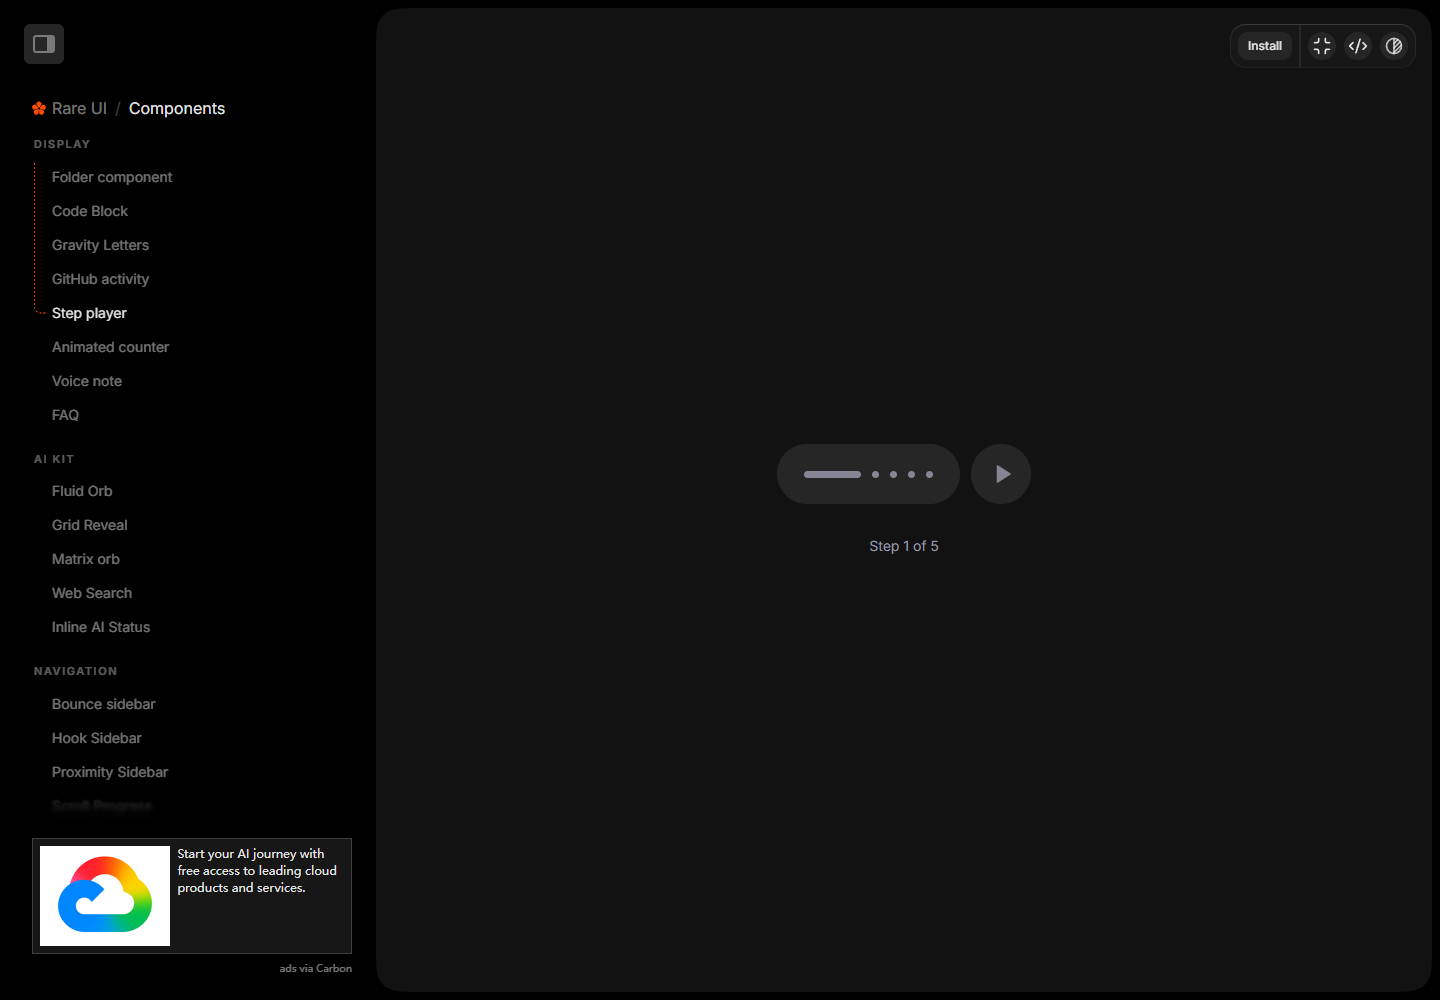 Install
Rare UI / Components
DISPLAY
Folder component
Code Block
Gravity Letters
GitHub activity
Step player
Animated counter
Voice note
FAQ
AI KIT
Fluid Orb
Grid Reveal
Matrix orb
Web Search
Inline AI Status
NAVIGATION
Bounce sidebar
Hook Sidebar
Proximity Sidebar
Scroll Progress
Start your AI journey with
free access to leading cloud
products and services.
ads via Carbon
Step 1 of 5